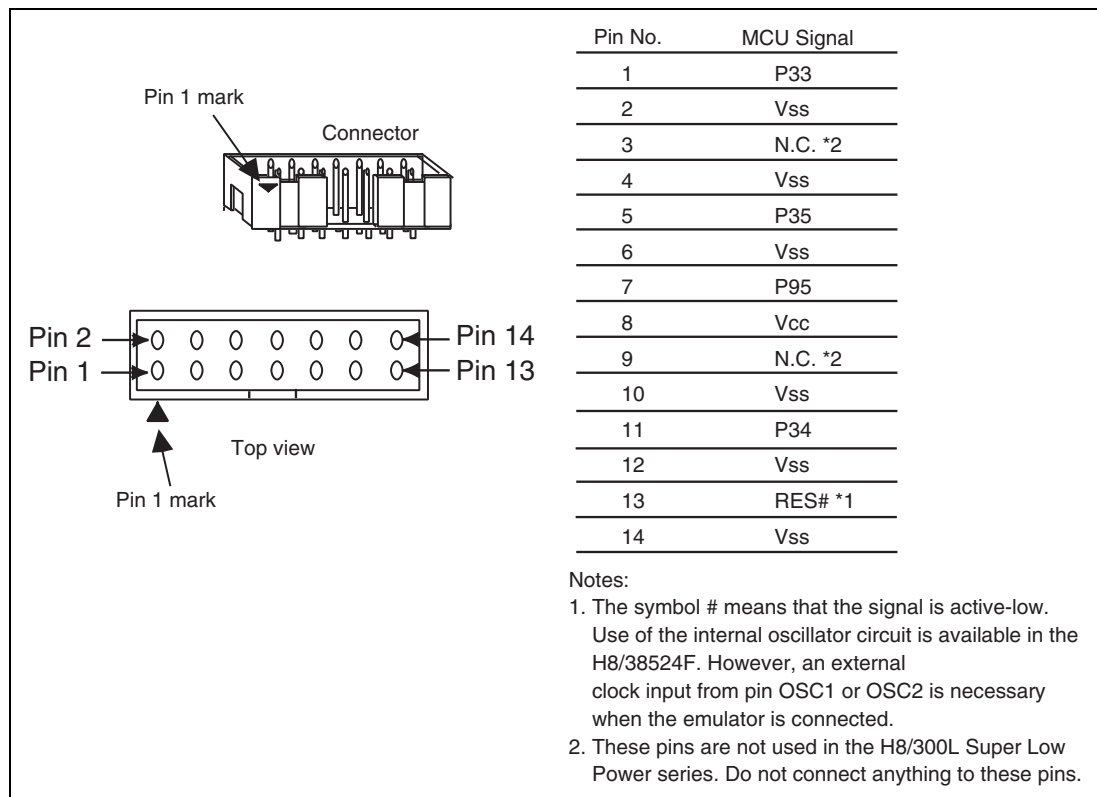 Pin 1 mark
Connector
Pin 2
Pin 14
Pin 1
Pin 13
Top view
Pin 1 mark
Pin No. MCU Signal
1 P33
2 Vss
3 N.C. *2
4 Vss
5 P35
6 Vss
7 P95
8 Vcc
9 N.C. *2
10 Vss
11 P34
12 Vss
13 RES# *1
14 Vss
Notes:
1. The symbol # means that the signal is active-low.
Use of the internal oscillator circuit is available in the
H8/38524F. However, an external
clock input from pin OSC1 or OSC2 is necessary
when the emulator is connected.
2. These pins are not used in the H8/300L Super Low
Power series. Do not connect anything to these pins.